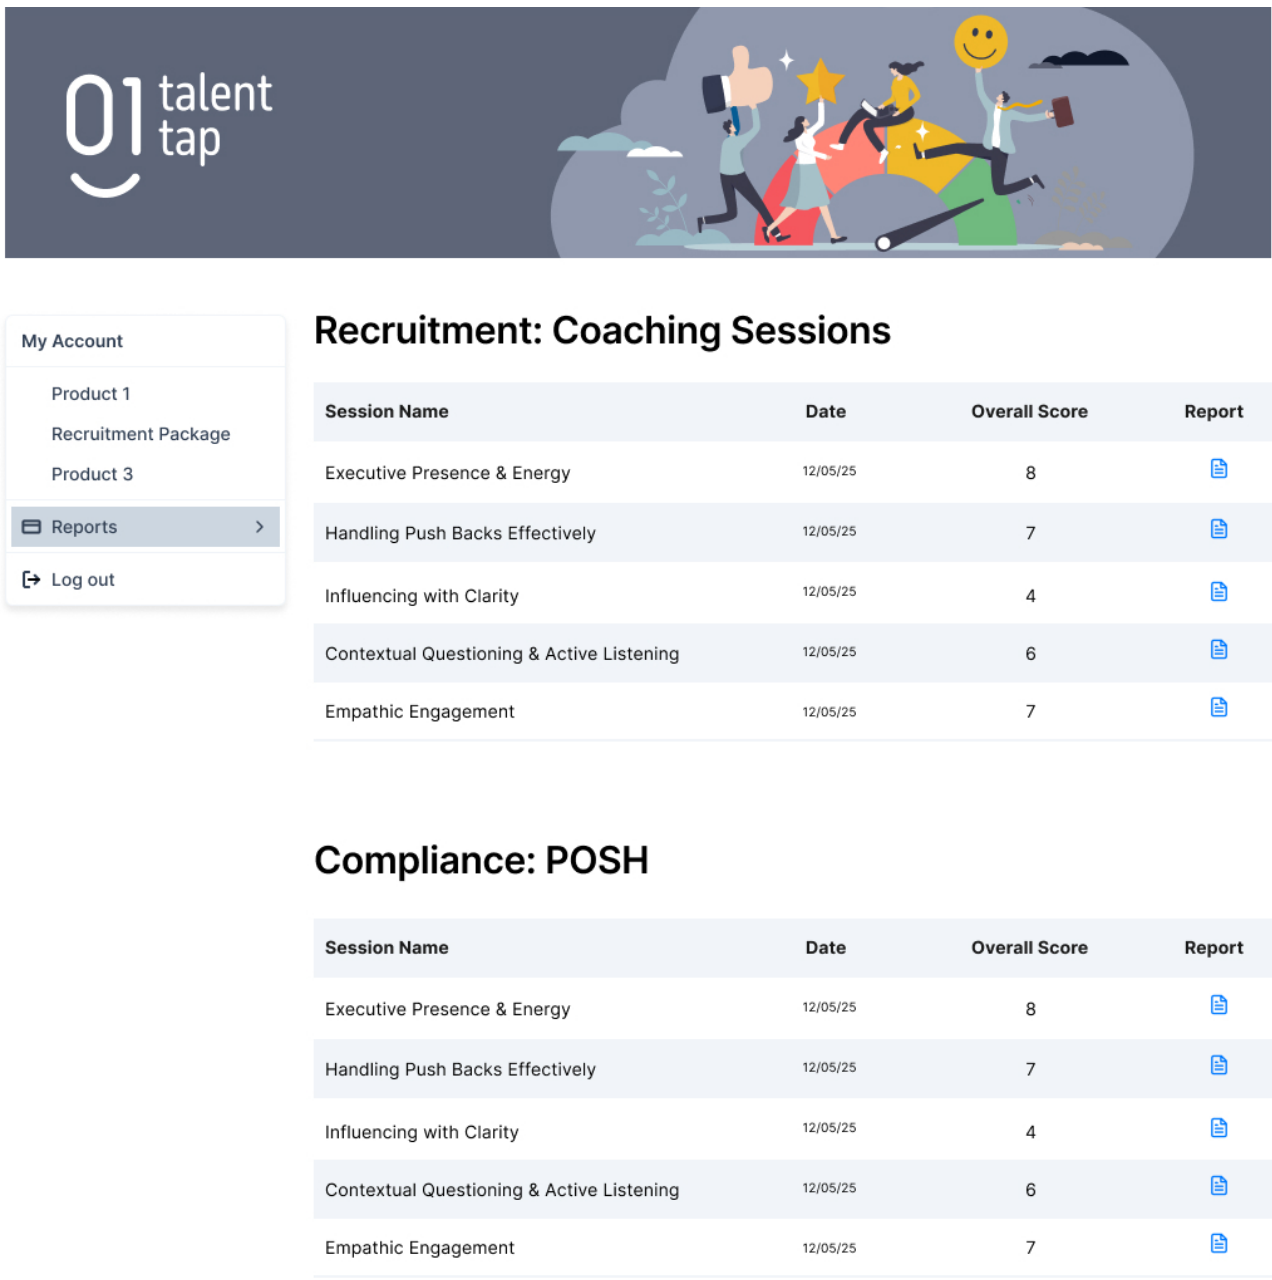 01 talent
tap
My Account
Product 1
Recruitment Package
Product 3
Reports
Log out
Recruitment: Coaching Sessions
Session Name Date Overall Score Report
Executive Presence & Energy 12/05/25 8
Handling Push Backs Effectively 12/05/25 7
Influencing with Clarity 12/05/25 4
Contextual Questioning & Active Listening 12/05/25 6
Empathic Engagement 12/05/25 7
Compliance: POSH
Session Name Date Overall Score Report
Executive Presence & Energy 12/05/25 8
Handling Push Backs Effectively 12/05/25 7
Influencing with Clarity 12/05/25 4
Contextual Questioning & Active Listening 12/05/25 6
Empathic Engagement 12/05/25 7